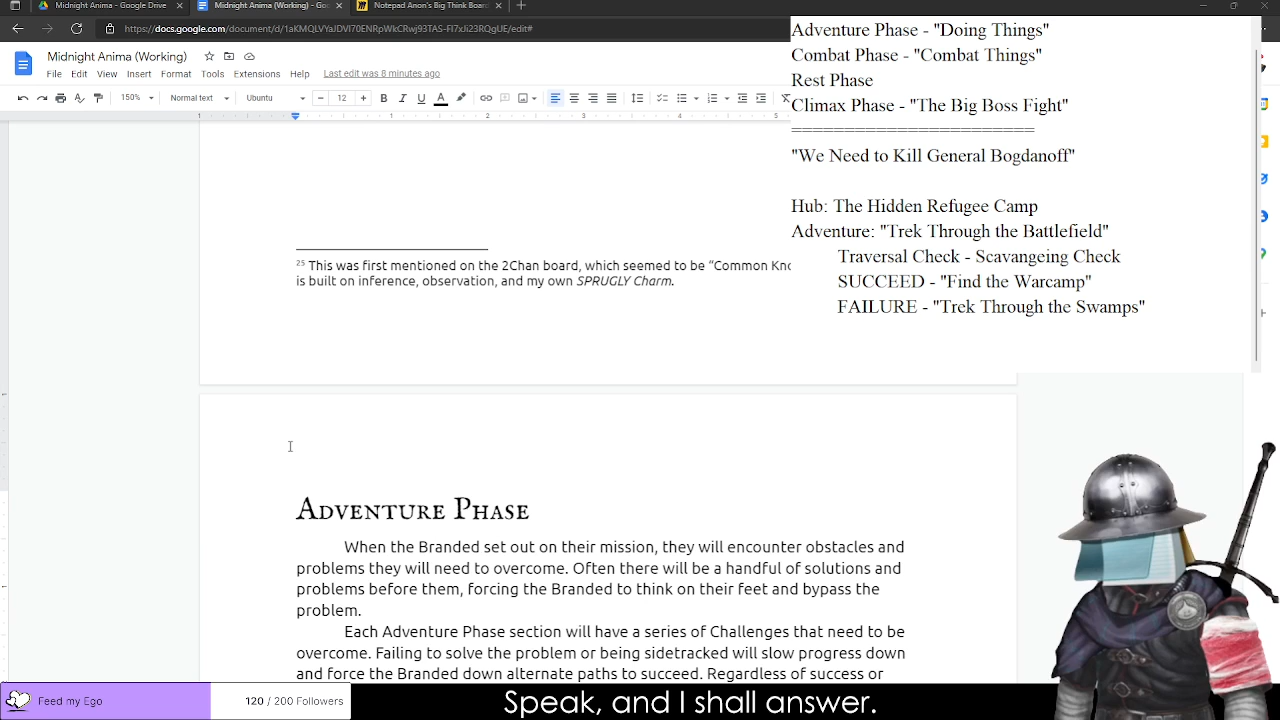 Midnight Anima - Google Drive
Midnight Anima (Working) - Goo
Notepad Anon's Big Think Board
https://docs.google.com/document/d/1aKMQLVYaJDVl70ENRpWkCRwj93TAS-FI7xJi23RQgUE/edit#
Midnight Anima (Working)
File Edit View Insert Format Tools Extensions Help Last edit was 8 minutes ago
150% Normal text Ubuntu 12
B I U A
1 1 2 3 4 5
25 This was first mentioned on the 2Chan board, which seemed to be "Common Kno
is built on inference, observation, and my own SPRUGLY Charm.
Adventure Phase - "Doing Things"
Combat Phase - "Combat Things"
Rest Phase
Climax Phase - "The Big Boss Fight"
=======================
"We Need to Kill General Bogdanoff"
Hub: The Hidden Refugee Camp
Adventure: "Trek Through the Battlefield"
Traversal Check - Scavangeing Check
SUCCEED - "Find the Warcamp"
FAILURE - "Trek Through the Swamps"
Adventure Phase
When the Branded set out on their mission, they will encounter obstacles and
problems they will need to overcome. Often there will be a handful of solutions and
problems before them, forcing the Branded to think on their feet and bypass the
problem.
Each Adventure Phase section will have a series of Challenges that need to be
overcome. Failing to solve the problem or being sidetracked will slow progress down
and force the Branded down alternate paths to succeed. Regardless of success or
Feed my Ego
120 / 200 Followers
Speak, and I shall answer.